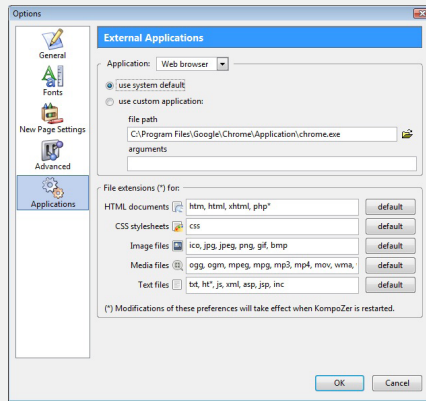 Options
General
Fonts
New Page Settings
Advanced
Applications
External Applications
Application: Web browser
use system default
use custom application:
file path
C:\Program Files\Google\Chrome\Application\chrome.exe
arguments
File extensions (*) for:
HTML documents htm, html, xhtml, php* default
CSS stylesheets css default
Image files ico, jpg, jpeg, png, gif, bmp default
Media files ogg, ogm, mpeg, mpg, mp3, mp4, mov, wma, default
Text files txt, ht*, js, xml, asp, jsp, inc default
(*) Modifications of these preferences will take effect when KompoZer is restarted.
OK Cancel